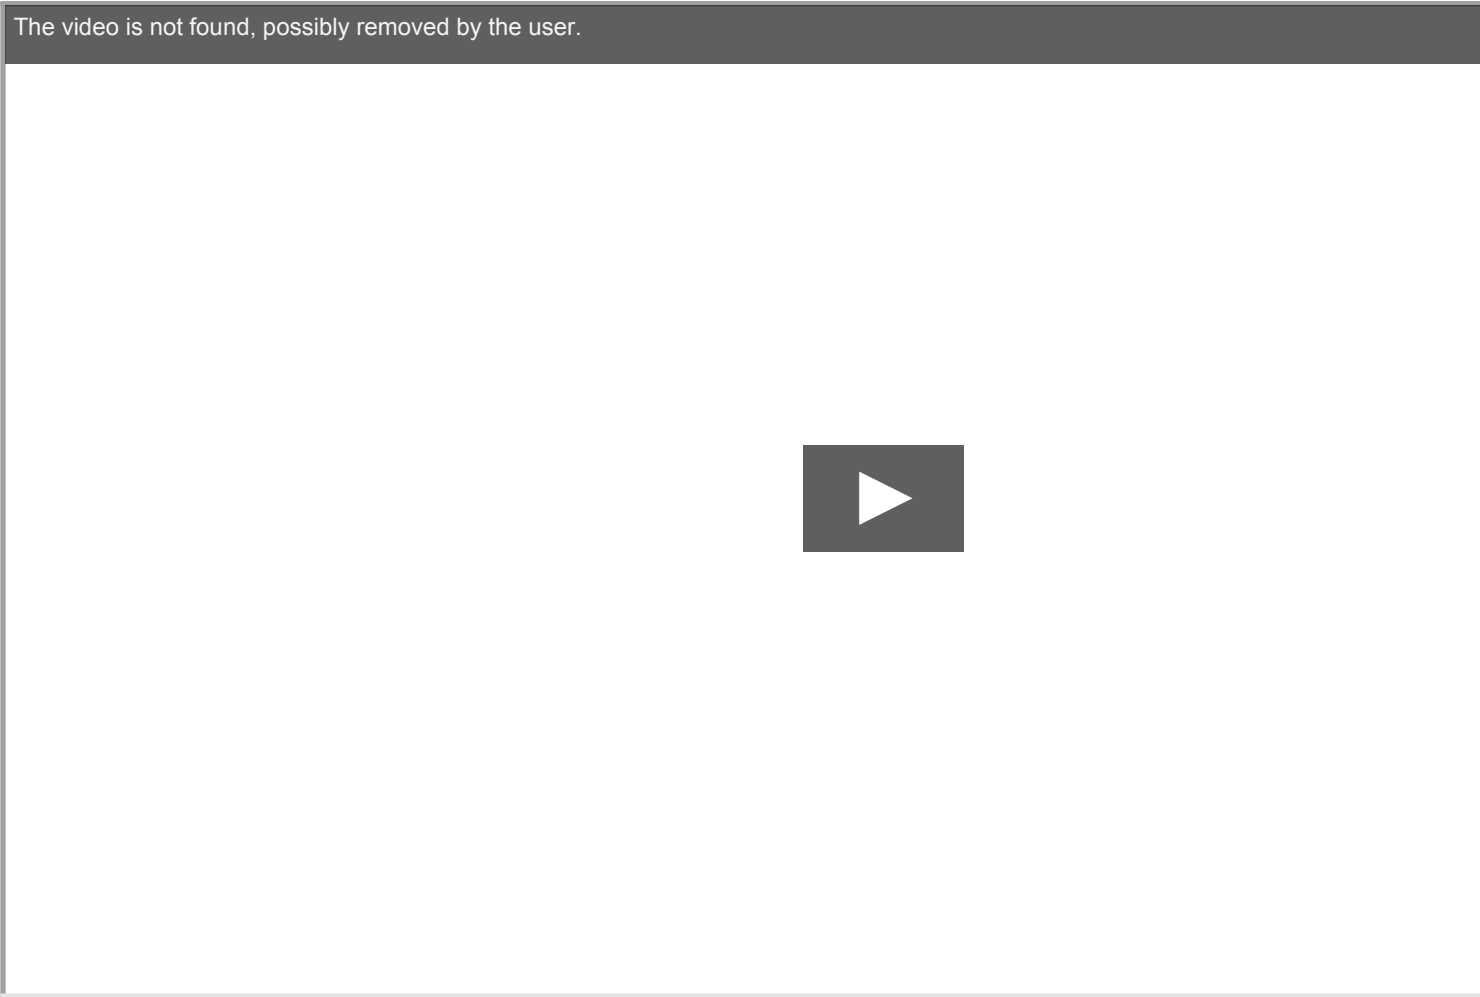 The video is not found, possibly removed by the user.